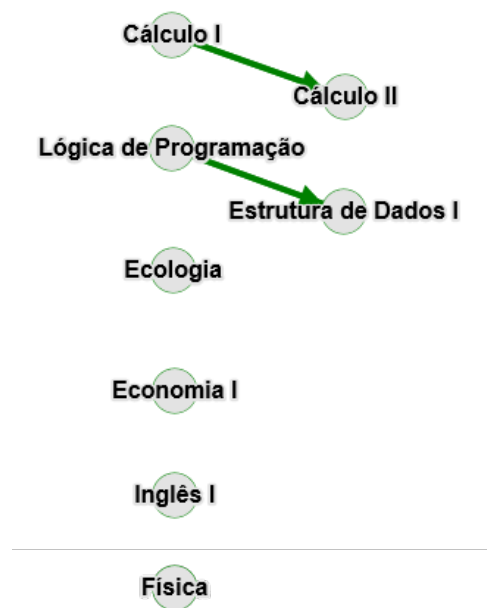 Cálculo I
Cálculo II
Lógica de Programação
Estrutura de Dados I
Ecologia
Economia I
Inglês I
Física